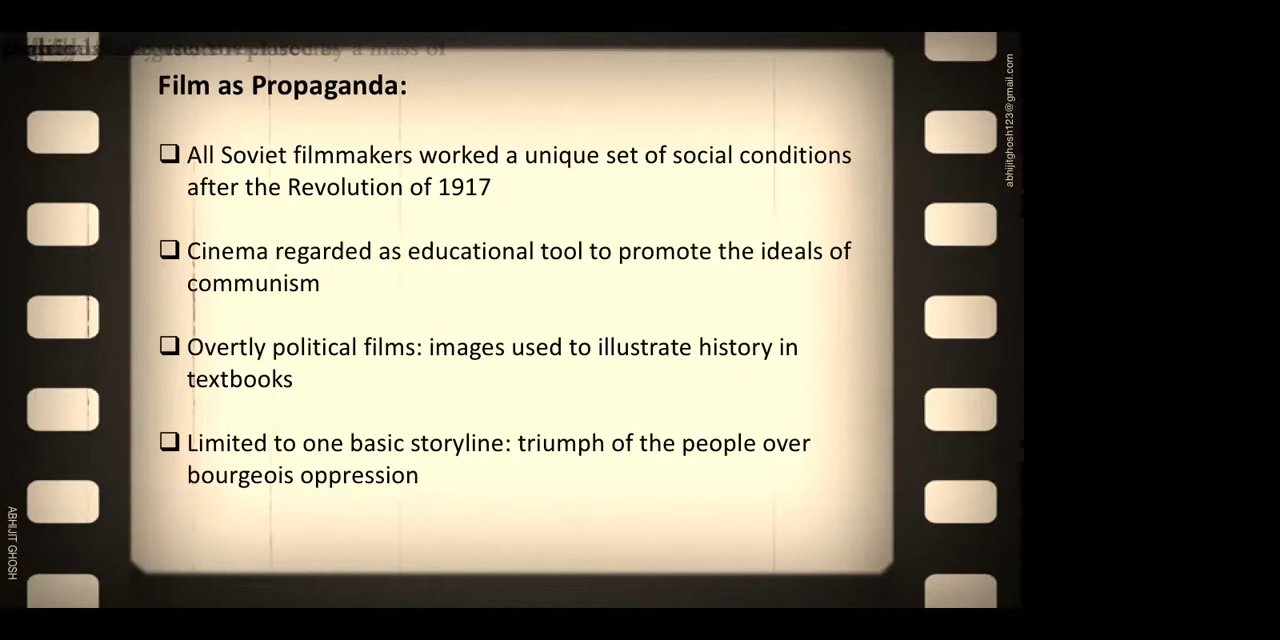 a mass of
Film as Propaganda:
❑ All Soviet filmmakers worked a unique set of social conditions
after the Revolution of 1917
❑ Cinema regarded as educational tool to promote the ideals of
communism
❑ Overtly political films: images used to illustrate history in
textbooks
❑ Limited to one basic storyline: triumph of the people over
bourgeois oppression
abhijitghosh123@gmail.com
ABHIJIT GHOSH